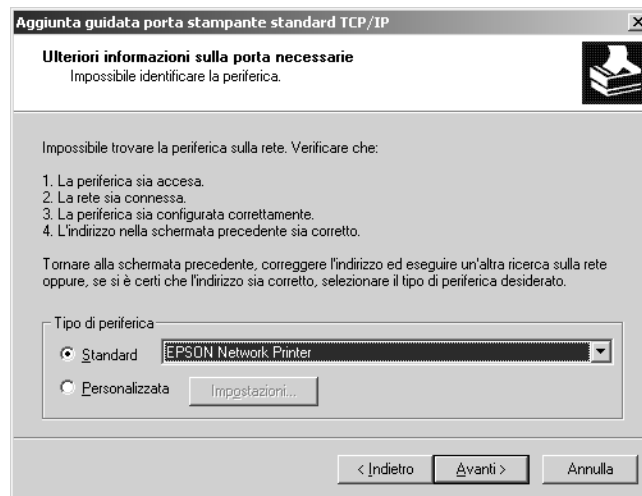 Aggiunta guidata porta stampante standard TCP/IP
Ulteriori informazioni sulla porta necessarie
Impossibile identificare la periferica.
Impossibile trovare la periferica sulla rete. Verificare che:
1. La periferica sia accesa.
2. La rete sia connessa.
3. La periferica sia configurata correttamente.
4. L'indirizzo nella schermata precedente sia corretto.
Tornare alla schermata precedente, correggere l'indirizzo ed eseguire un'altra ricerca sulla rete
oppure, se si è certi che l'indirizzo sia corretto, selezionare il tipo di periferica desiderato.
Tipo di periferica
Standard EPSON Network Printer
Personalizzata Impostazioni...
< Indietro Avanti > Annulla